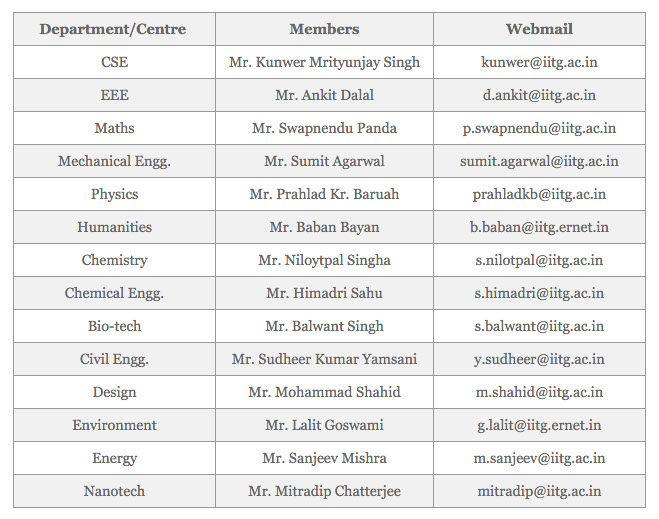 Department/Centre Members Webmail
CSE Mr. Kunwer Mrityunjay Singh kunwer@iitg.ac.in
EEE Mr. Ankit Dalal d.ankit@iitg.ac.in
Maths Mr. Swapnendu Panda p.swapnendu@iitg.ac.in
Mechanical Engg. Mr. Sumit Agarwal sumit.agarwal@iitg.ac.in
Physics Mr. Prahlad Kr. Baruah prahladkb@iitg.ac.in
Humanities Mr. Baban Bayan b.baban@iitg.ernet.in
Chemistry Mr. Niloytpal Singha s.nilotpal@iitg.ac.in
Chemical Engg. Mr. Himadri Sahu s.himadri@iitg.ac.in
Bio-tech Mr. Balwant Singh s.balwant@iitg.ac.in
Civil Engg. Mr. Sudheer Kumar Yamsani y.sudheer@iitg.ac.in
Design Mr. Mohammad Shahid m.shahid@iitg.ac.in
Environment Mr. Lalit Goswami g.lalit@iitg.ernet.in
Energy Mr. Sanjeev Mishra m.sanjeev@iitg.ac.in
Nanotech Mr. Mitradip Chatterjee mitradip@iitg.ac.in